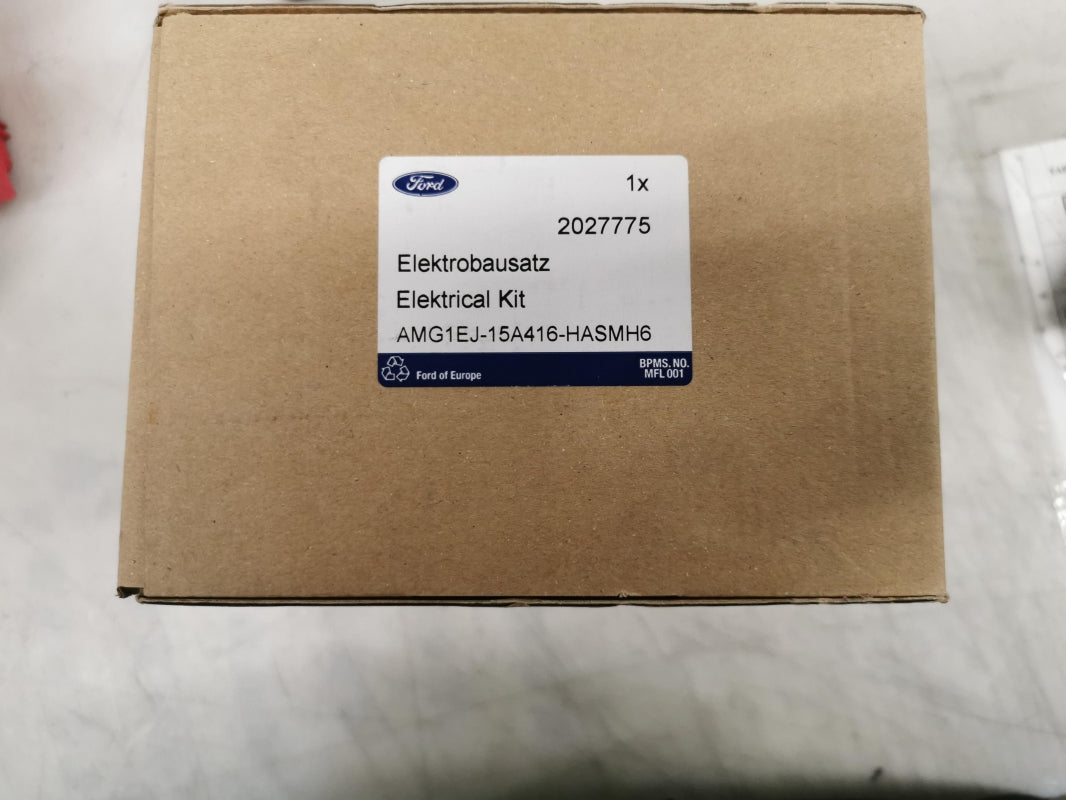 Ford
1x
2027775
Elektrobausatz
Elektrical Kit
AMG1EJ-15A416-HASMH6
Ford of Europe
BPMS. NO.
MFL 001